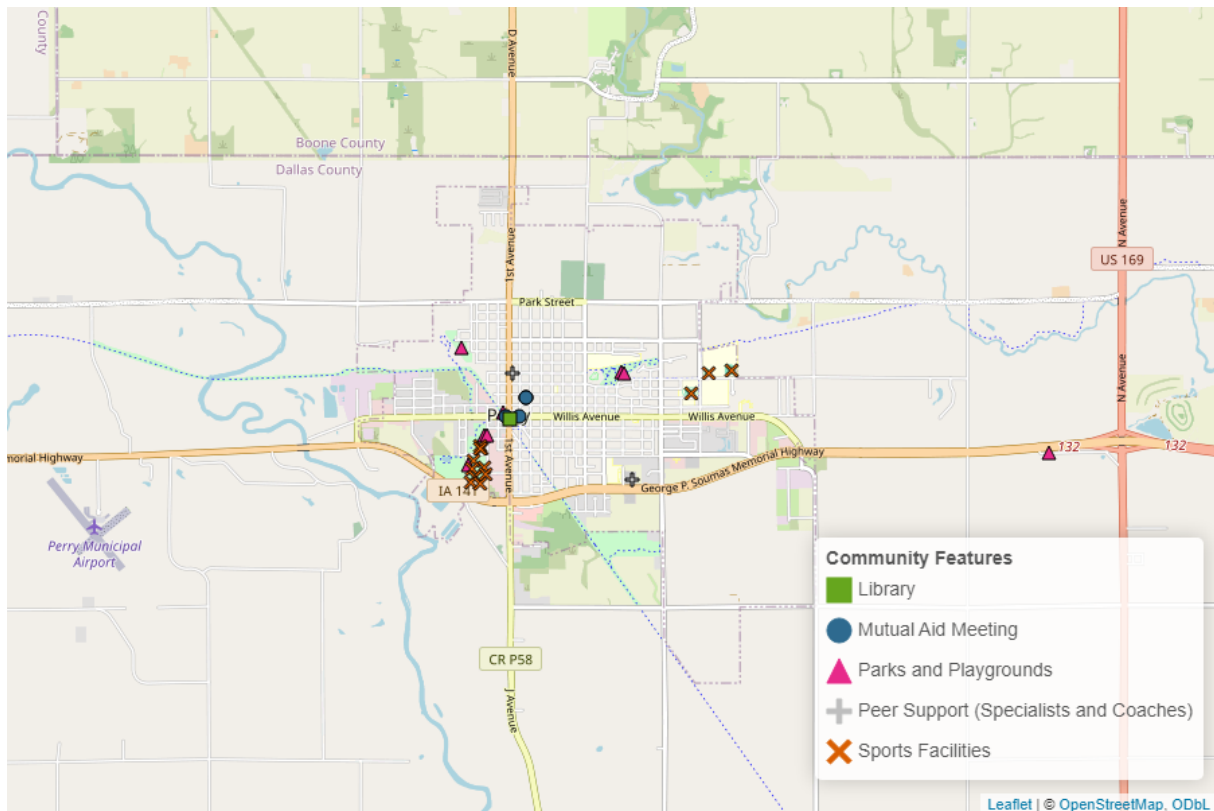 County
D Avenue
Boone County
Dallas County
1st Avenue
N Avenue
US 169
Park Street
N Avenue
P
Willis Avenue
Willis Avenue
morial Highway
1st Avenue
132
132
George P. Soumas Memorial Highway
IA 141
Perry Municipal
Airport
CR P58
J Avenue
Community Features
Library
Mutual Aid Meeting
Parks and Playgrounds
Peer Support (Specialists and Coaches)
Sports Facilities
Leaflet | © OpenStreetMap, ODbL